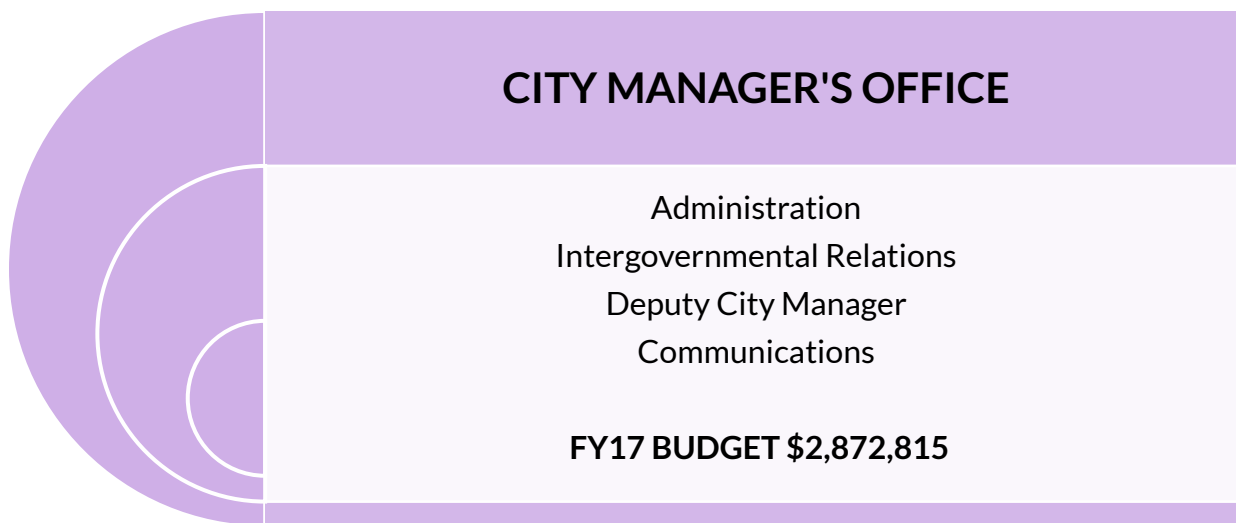 CITY MANAGER'S OFFICE
Administration
Intergovernmental Relations
Deputy City Manager
Communications
FY17 BUDGET $2,872,815